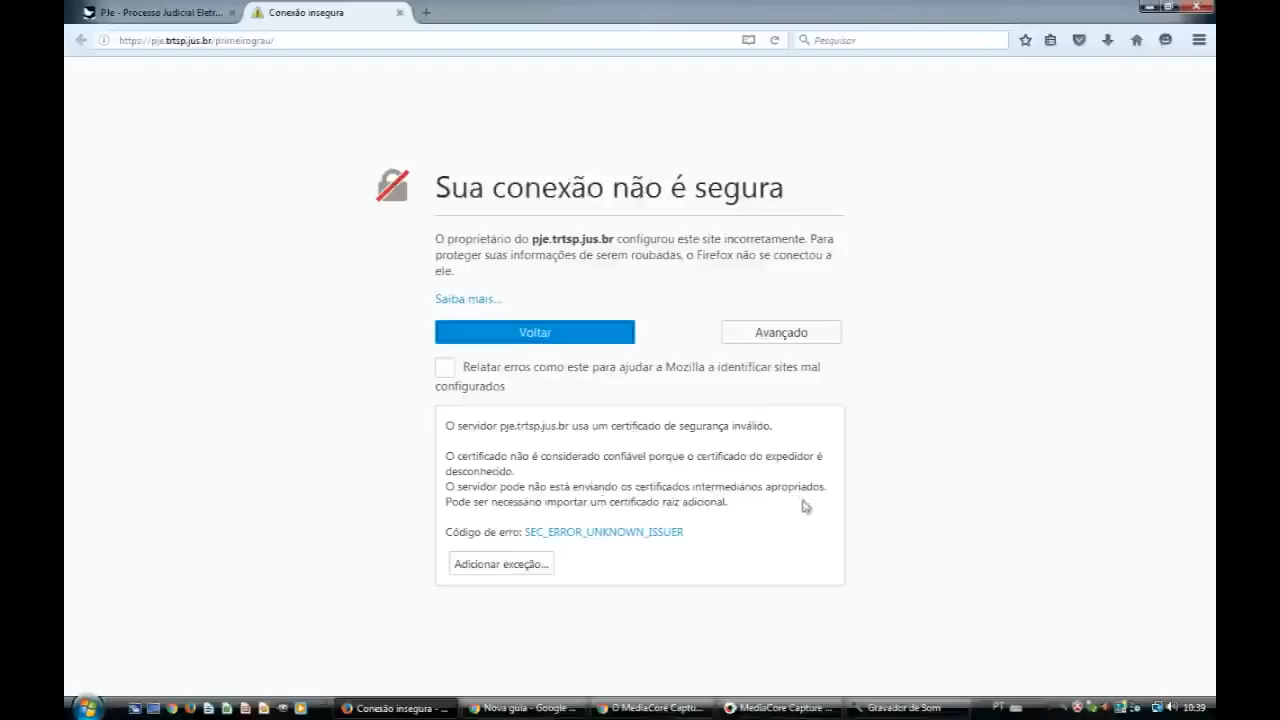 PJe - Processo Judicial Eletr...
Conexão insegura
https://pje.trtsp.jus.br/primeirograu/
Pesquisar
Sua conexão não é segura
O proprietário do pje.trtsp.jus.br configurou este site incorretamente. Para
proteger suas informações de serem roubadas, o Firefox não se conectou a
ele.
Saiba mais...
Voltar
Avançado
Relatar erros como este para ajudar a Mozilla a identificar sites mal
configurados
O servidor pje.trtsp.jus.br usa um certificado de segurança inválido.
O certificado não é considerado confiável porque o certificado do expedidor é
desconhecido.
O servidor pode não está enviando os certificados intermediários apropriados.
Pode ser necessário importar um certificado raiz adicional.
Código de erro: SEC_ERROR_UNKNOWN_ISSUER
Adicionar exceção...
Conexão insegura - ...
Nova guia - Google ...
O MediaCore Captu...
MediaCore Capture ...
Gravador de Som
PT
10:39